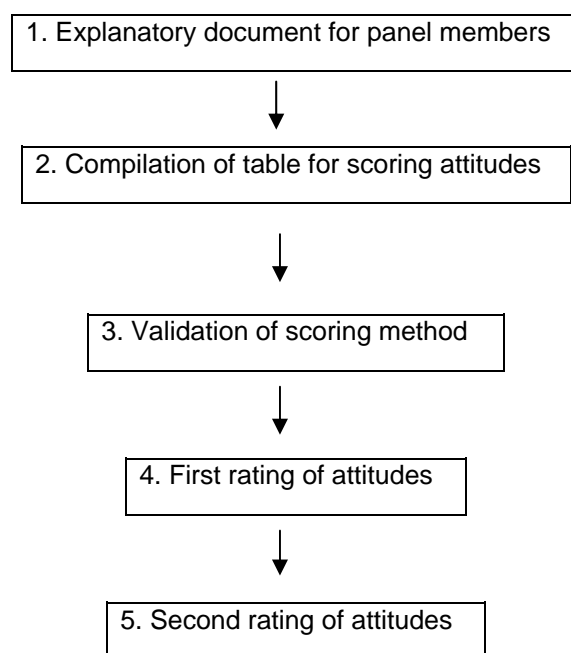 1. Explanatory document for panel members
2. Compilation of table for scoring attitudes
3. Validation of scoring method
4. First rating of attitudes
5. Second rating of attitudes